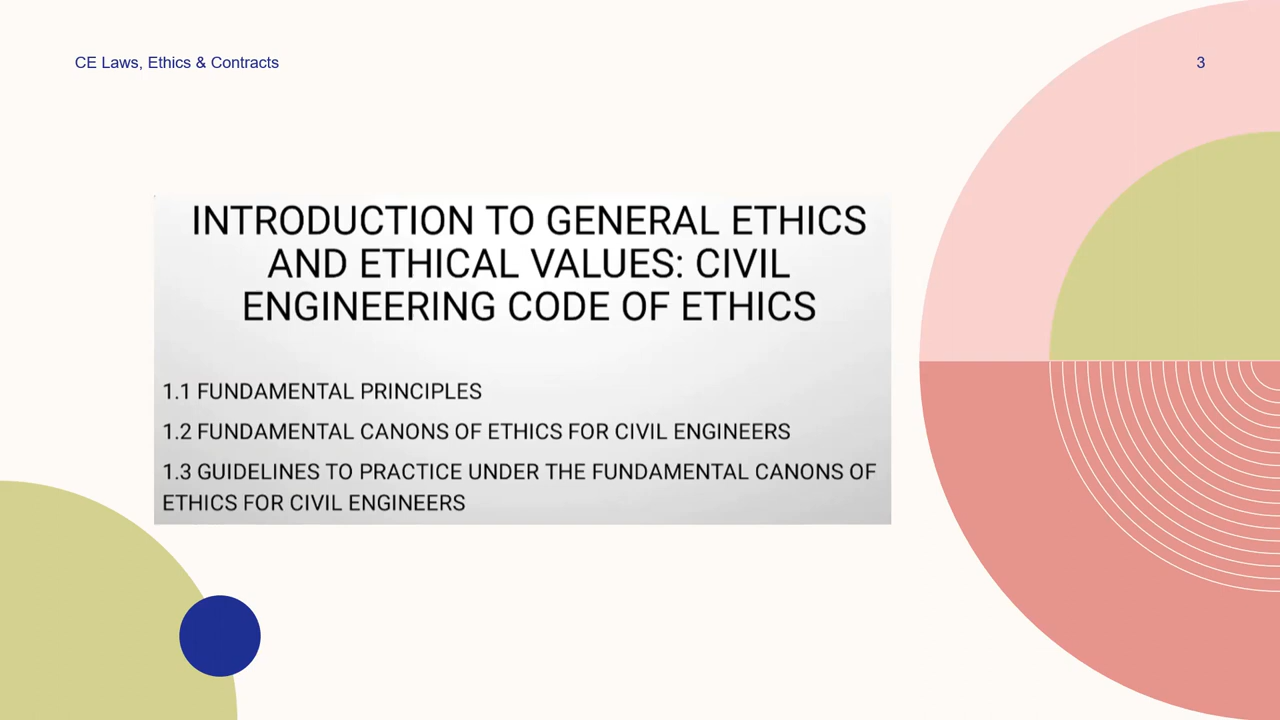 CE Laws, Ethics & Contracts
3
INTRODUCTION TO GENERAL ETHICS
AND ETHICAL VALUES: CIVIL
ENGINEERING CODE OF ETHICS
1.1 FUNDAMENTAL PRINCIPLES
1.2 FUNDAMENTAL CANONS OF ETHICS FOR CIVIL ENGINEERS
1.3 GUIDELINES TO PRACTICE UNDER THE FUNDAMENTAL CANONS OF
ETHICS FOR CIVIL ENGINEERS